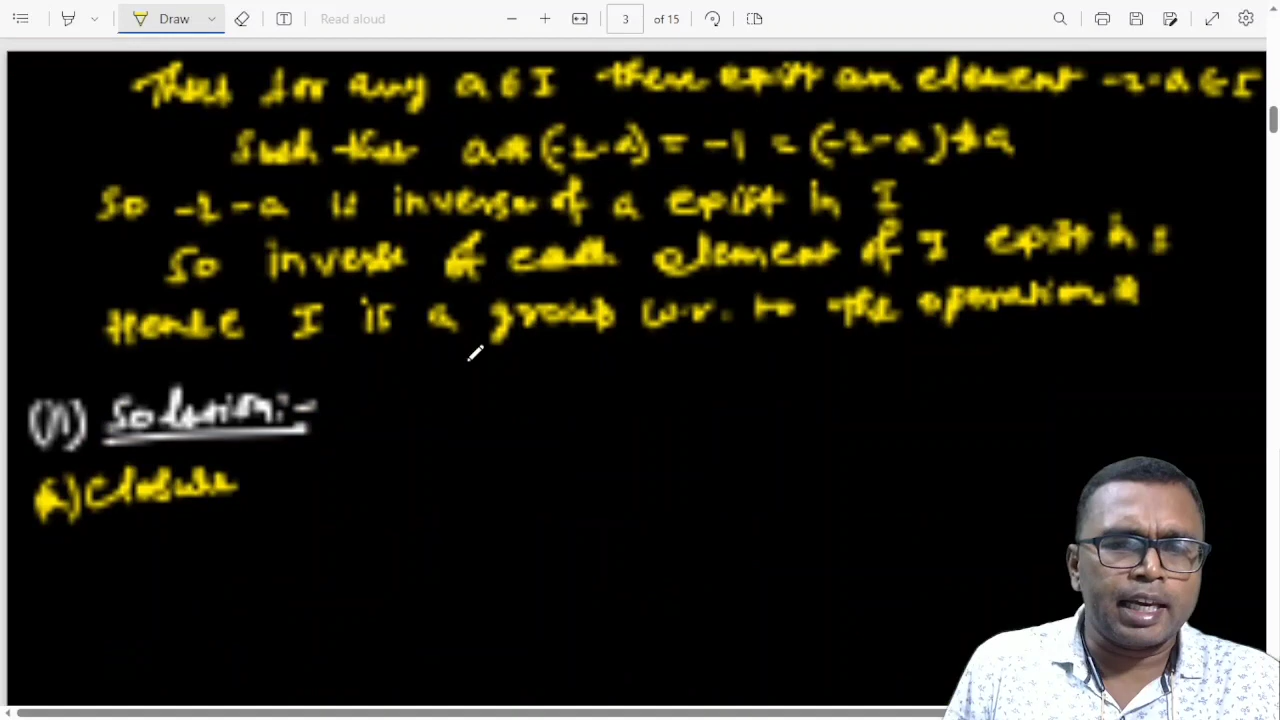 Draw
Read aloud
3 of 15
Thus for any a ∈ I there exist an element -2-a ∈ I
Such that a*(-2-a) = -1 = (-2-a)*a
So -2-a is inverse of a exist in I
So inverse of each element of I exist in I
Hence I is a group w.r. to the operation *
(ii) Solution:-
(a) Closure